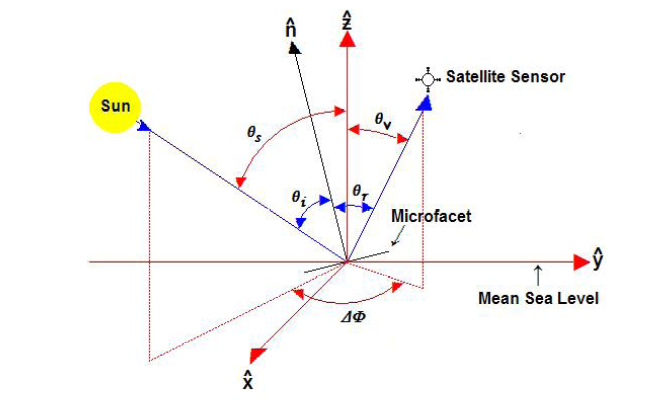 n̂
ẑ
Satellite Sensor
Sun
θs
θv
θi
θr
Microfacet
ŷ
Mean Sea Level
ΔΦ
x̂